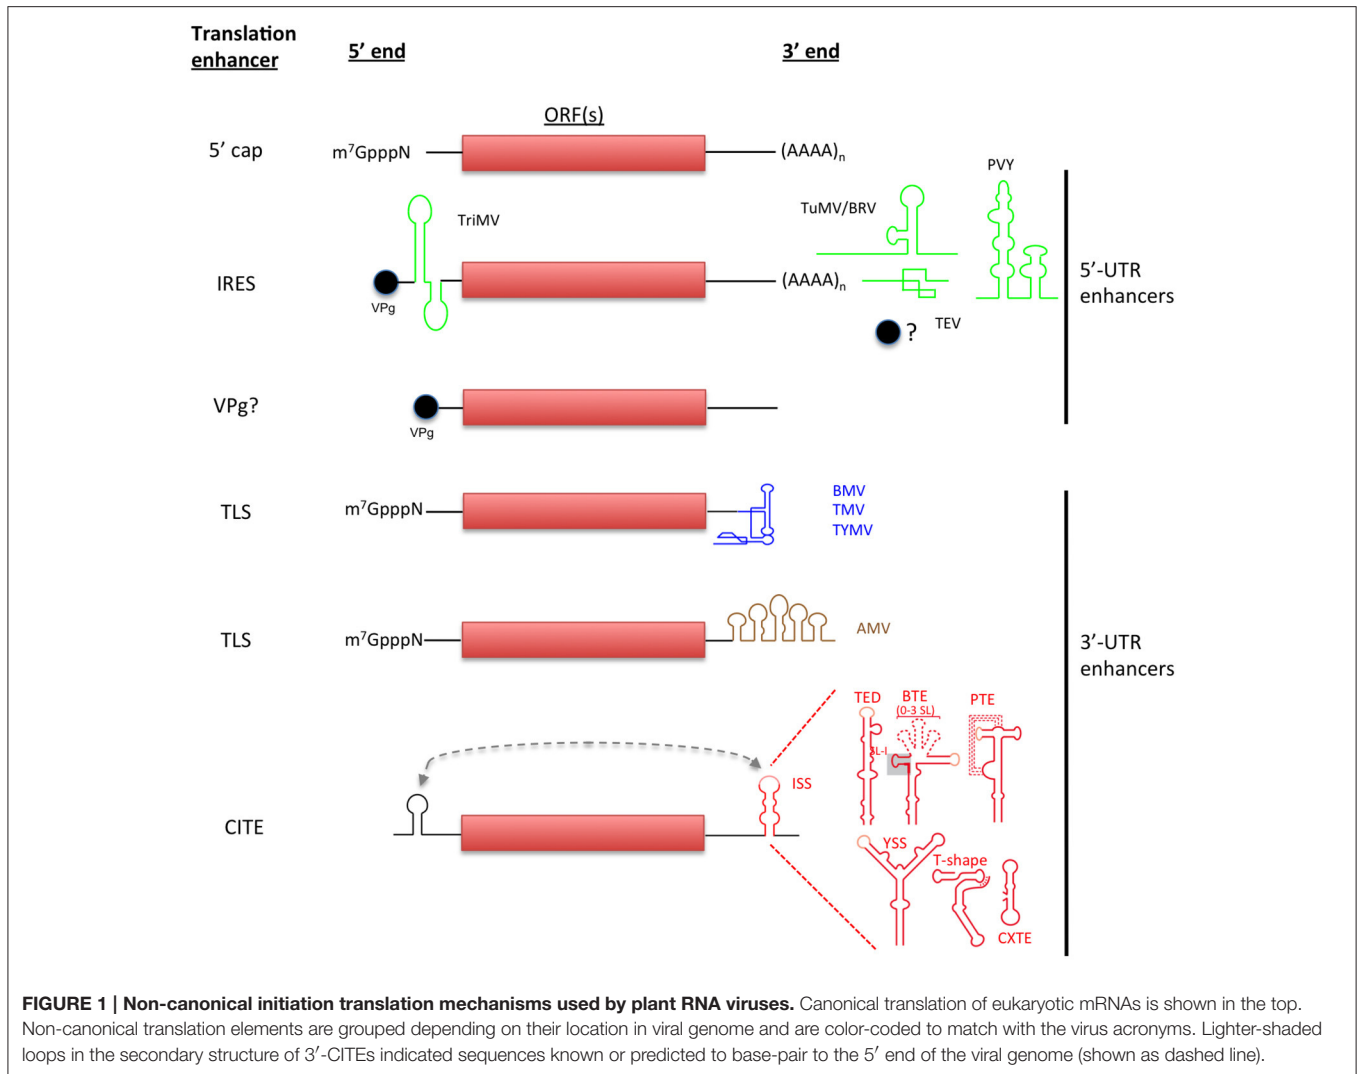 Translation
enhancer
5’ end
3’ end
ORF(s)
5’ cap
m7GpppN
(AAAA)n
PVY
TriMV
TuMV/BRV
IRES
VPg
(AAAA)n
5’-UTR
enhancers
? TEV
VPg?
VPg
TLS
m7GpppN
BMV
TMV
TYMV
TLS
m7GpppN
AMV
3’-UTR
enhancers
TED
BTE
(0-3 SL)
PTE
SL-I
ISS
CITE
YSS
T-shape
CXTE
FIGURE 1 | Non-canonical initiation translation mechanisms used by plant RNA viruses. Canonical translation of eukaryotic mRNAs is shown in the top.
Non-canonical translation elements are grouped depending on their location in viral genome and are color-coded to match with the virus acronyms. Lighter-shaded
loops in the secondary structure of 3′-CITEs indicated sequences known or predicted to base-pair to the 5′ end of the viral genome (shown as dashed line).